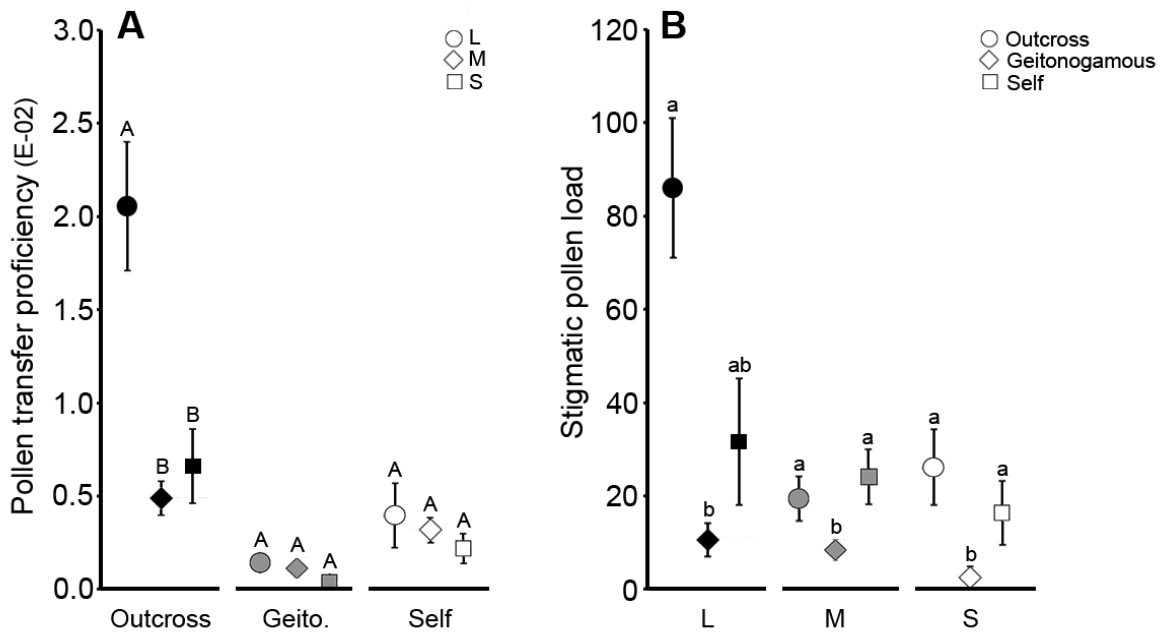 A
L
M
S
Pollen transfer proficiency (E-02)
3.0
2.5
2.0
1.5
1.0
0.5
0.0
A
B
B
A
A
A
A
A
A
Outcross
Geito.
Self
B
Outcross
Geitonogamous
Self
Stigmatic pollen load
120
100
80
60
40
20
0
a
b
ab
a
b
a
a
b
a
L
M
S